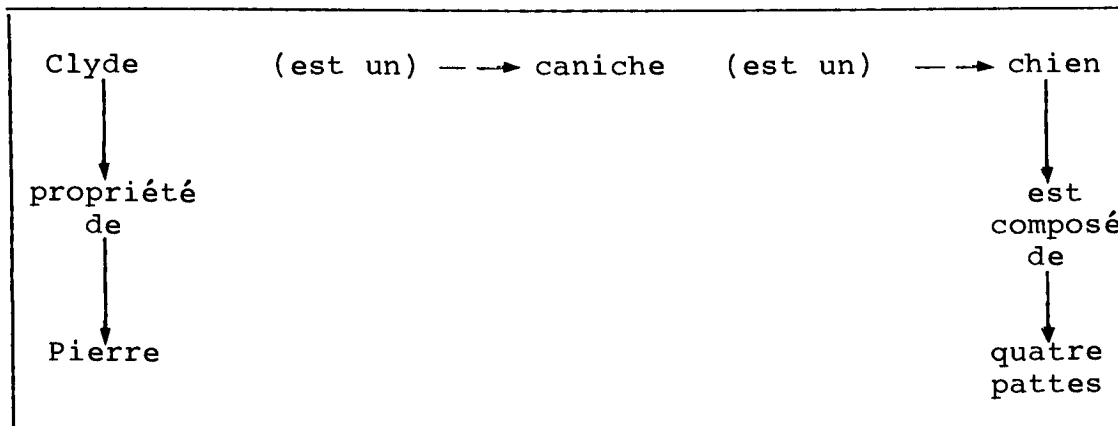 Clyde (est un) caniche (est un) chien
propriété
de
est
composé
de
Pierre
quatre
pattes